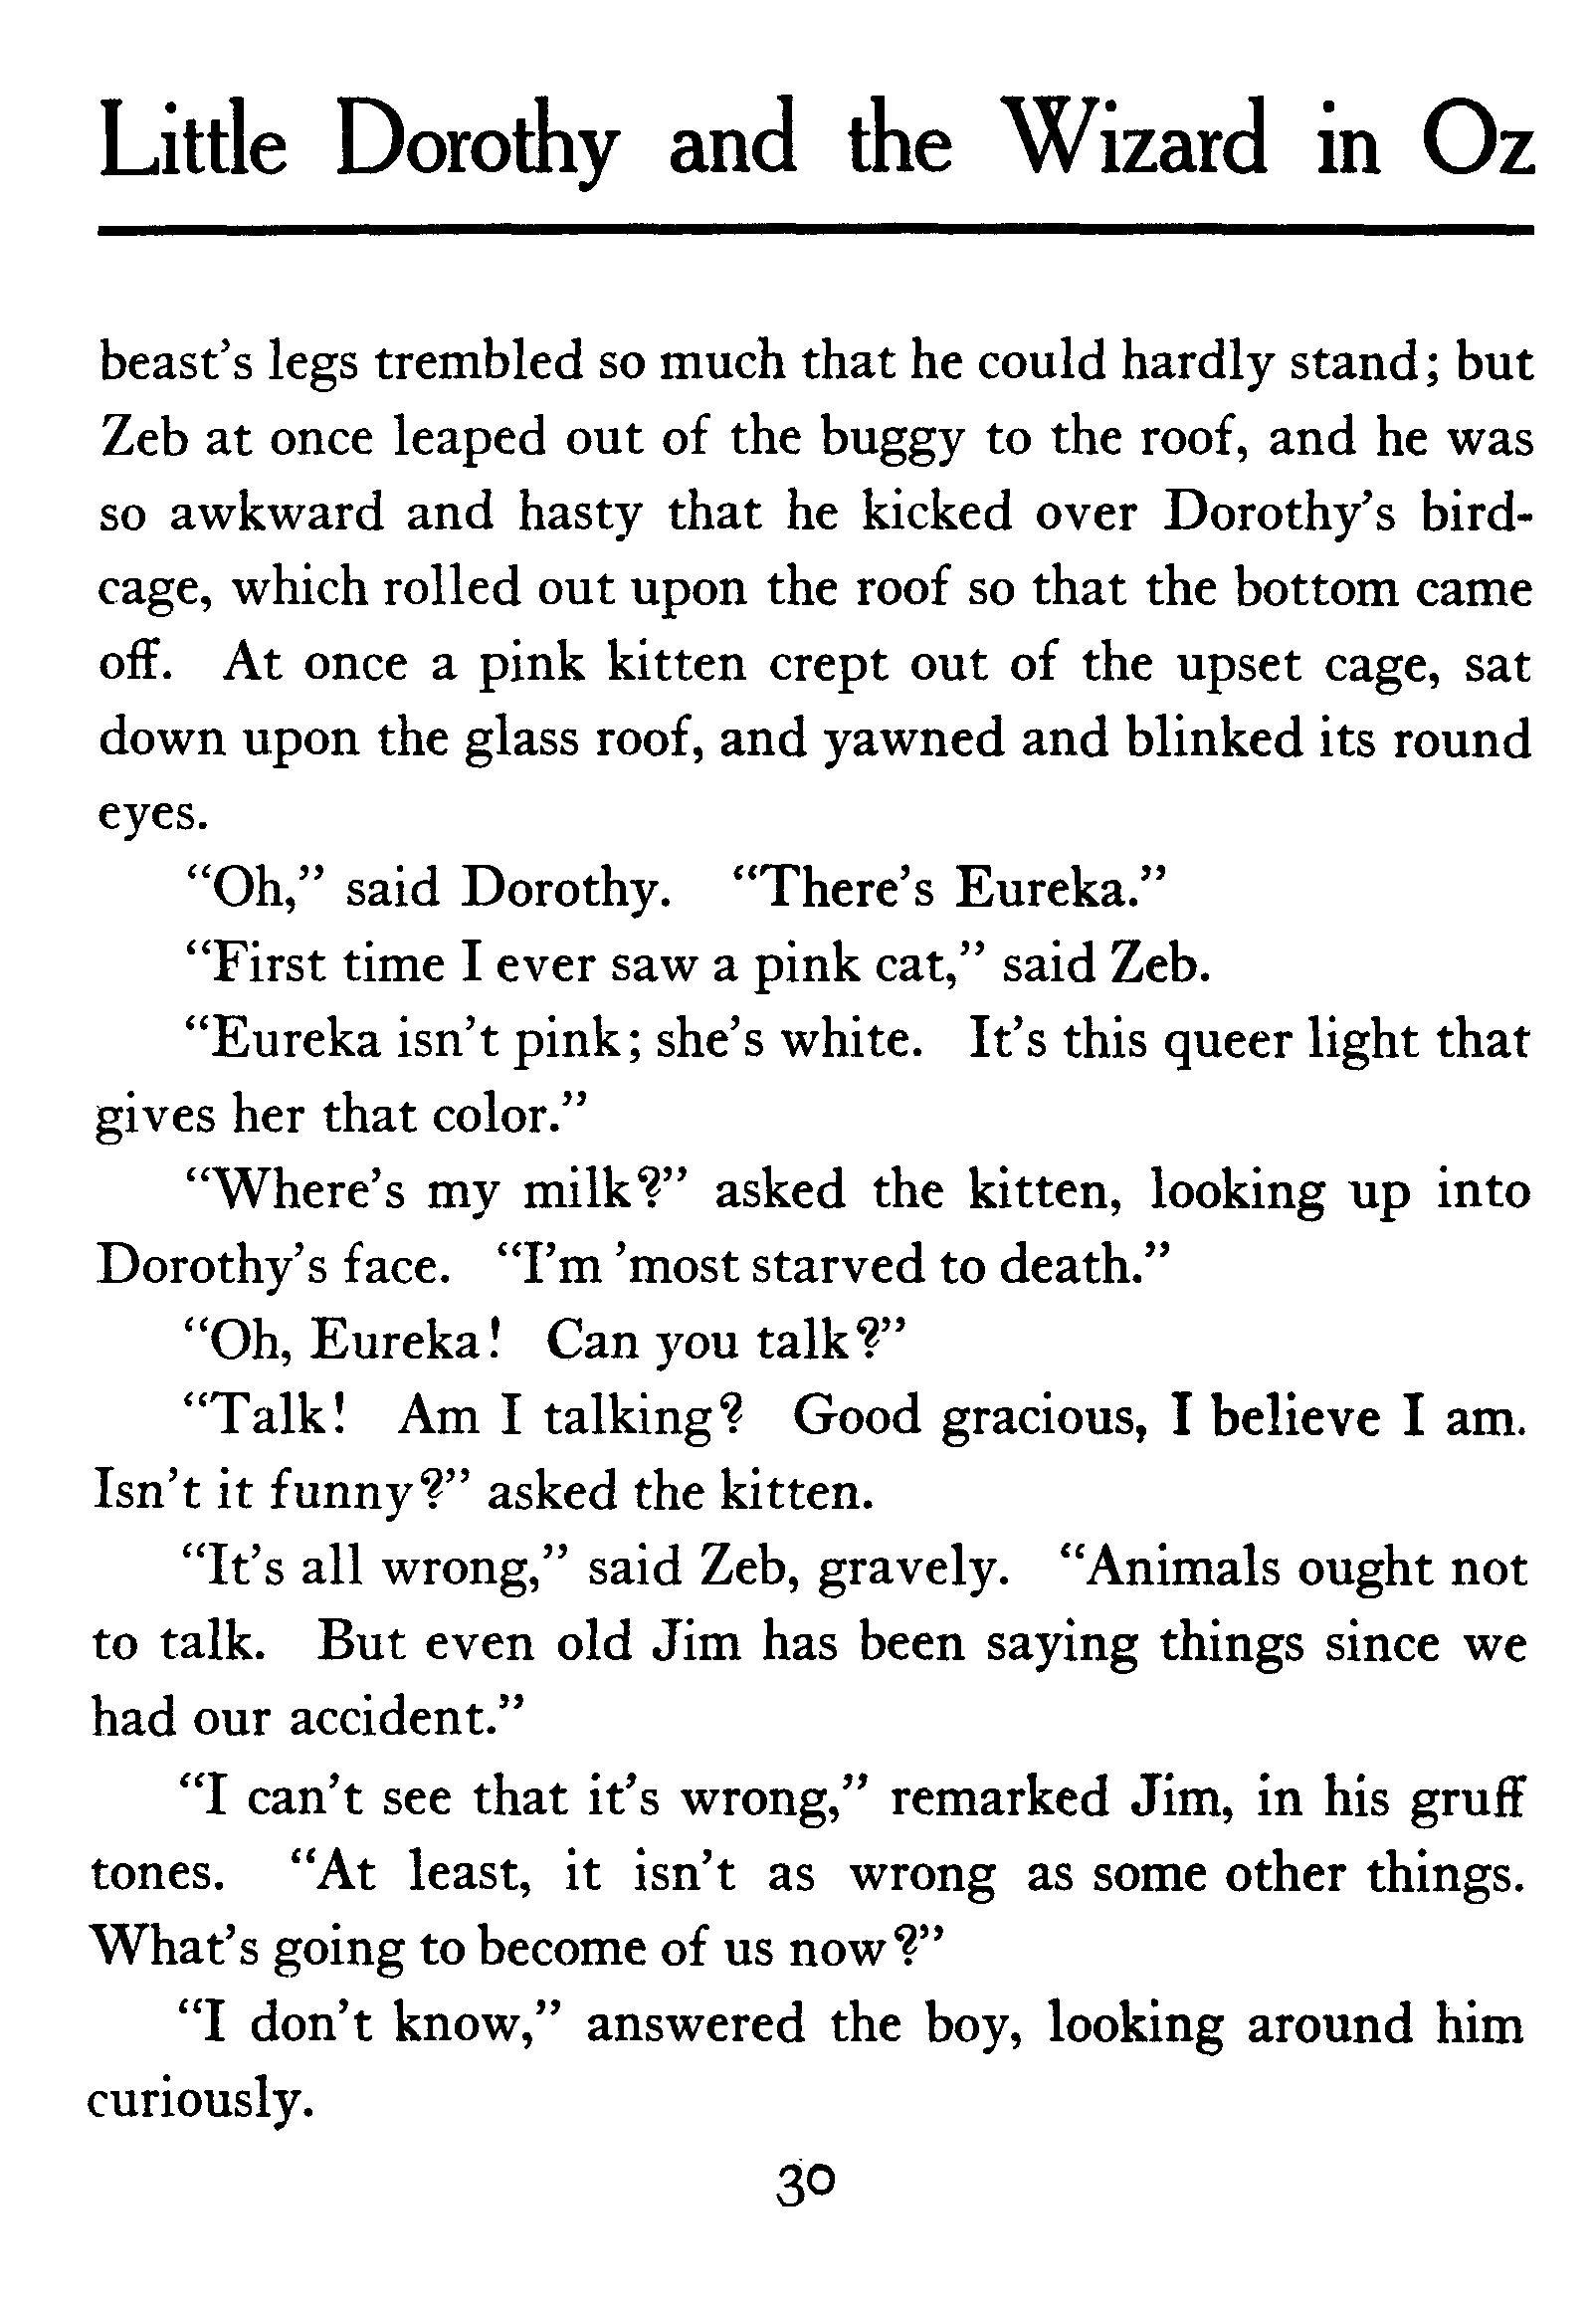 Little Dorothy and the Wizard in Oz
beast’s legs trembled so much that he could hardly stand; but
Zeb at once leaped out of the buggy to the roof, and he was
so awkward and hasty that he kicked over Dorothy’s bird-
cage, which rolled out upon the roof so that the bottom came
off. At once a pink kitten crept out of the upset cage, sat
down upon the glass roof, and yawned and blinked its round
eyes.
“Oh,” said Dorothy. “There’s Eureka.”
“First time I ever saw a pink cat,” said Zeb.
“Eureka isn’t pink; she’s white. It’s this queer light that
gives her that color.”
“Where’s my milk?” asked the kitten, looking up into
Dorothy’s face. “I’m ’most starved to death.”
“Oh, Eureka! Can you talk?”
“Talk! Am I talking? Good gracious, I believe I am.
Isn’t it funny?” asked the kitten.
“It’s all wrong,” said Zeb, gravely. “Animals ought not
to talk. But even old Jim has been saying things since we
had our accident.”
“I can’t see that it’s wrong,” remarked Jim, in his gruff
tones. “At least, it isn’t as wrong as some other things.
What’s going to become of us now?”
“I don’t know,” answered the boy, looking around him
curiously.
30